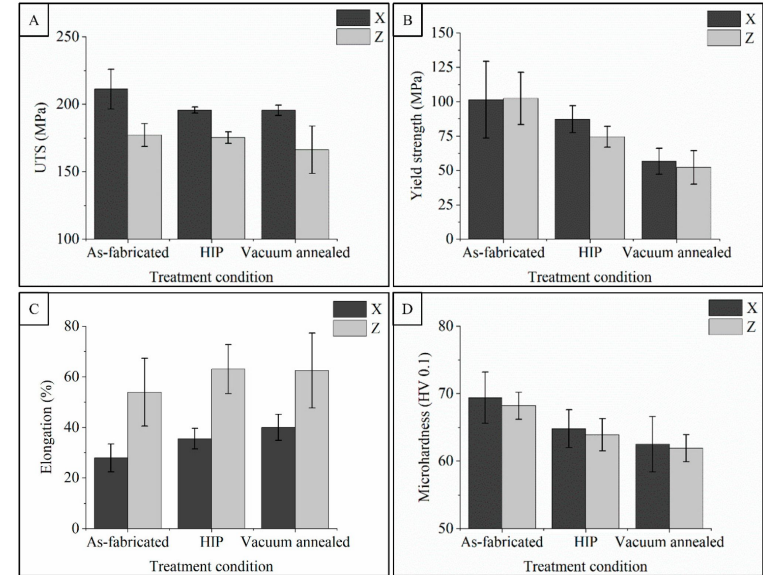 A
X
Z
250
200
150
100
UTS (MPa)
As-fabricated HIP Vacuum annealed
Treatment condition
B
X
Z
150
125
100
75
50
25
0
Yield strength (MPa)
As-fabricated HIP Vacuum annealed
Treatment condition
C
X
Z
80
60
40
20
0
Elongation (%)
As-fabricated HIP Vacuum annealed
Treatment condition
D
X
Z
80
70
60
50
Microhardness (HV 0.1)
As-fabricated HIP Vacuum annealed
Treatment condition